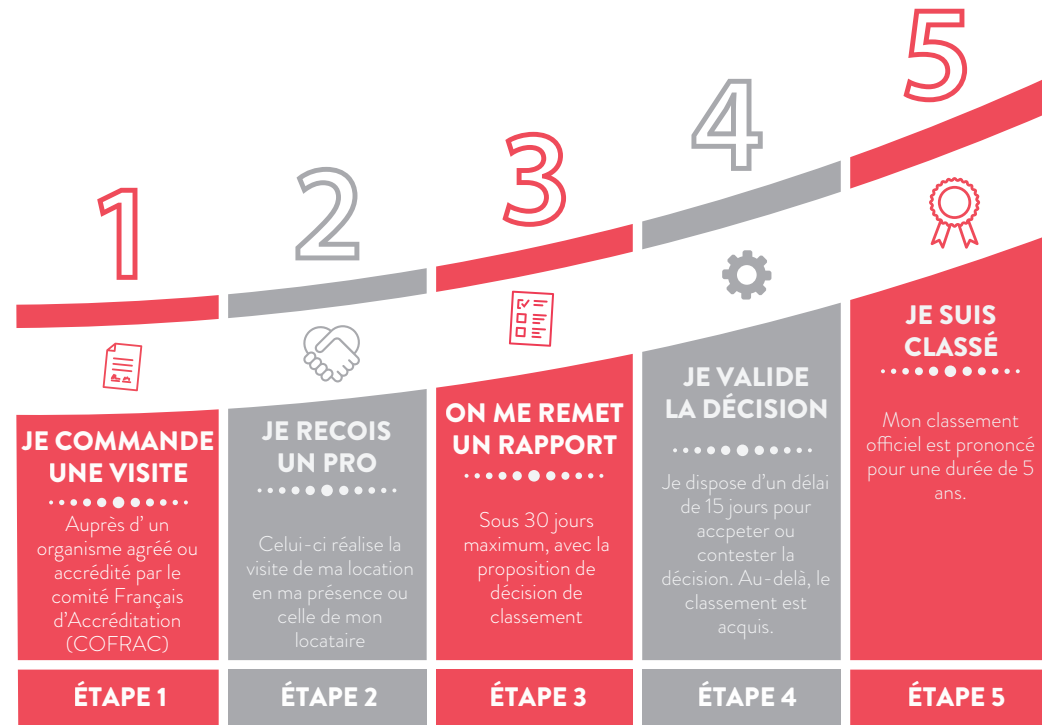 1
JE COMMANDE
UNE VISITE
Auprès d' un
organisme agréé ou
accrédité par le
comité Français
d'Accréditation
(COFRAC)
ÉTAPE 1
2
JE RECOIS
UN PRO
Celui-ci réalise la
visite de ma location
en ma présence ou
celle de mon
locataire
ÉTAPE 2
3
ON ME REMET
UN RAPPORT
Sous 30 jours
maximum, avec la
proposition de
décision de
classement
ÉTAPE 3
4
JE VALIDE
LA DÉCISION
Je dispose d'un délai
de 15 jours pour
accpeter ou
contester la
décision. Au-delà, le
classement est
acquis.
ÉTAPE 4
5
JE SUIS
CLASSÉ
Mon classement
officiel est prononcé
pour une durée de 5
ans.
ÉTAPE 5